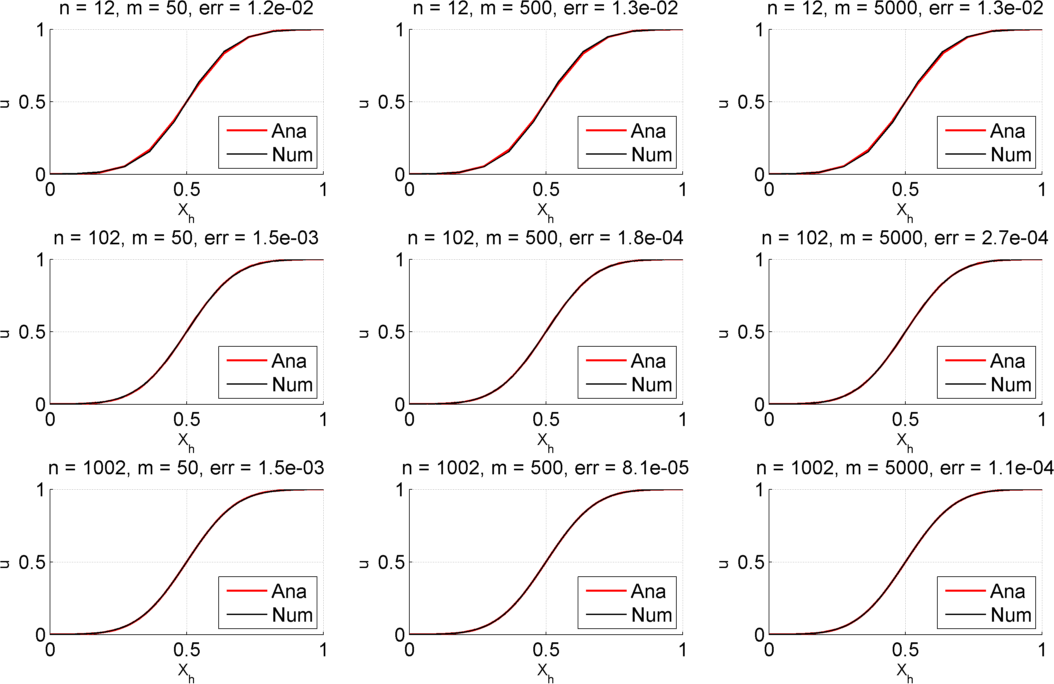 n = 12, m = 50, err = 1.2e-02
1
u 0.5
0
0 0.5 1
Ana
Num
Xh
n = 12, m = 500, err = 1.3e-02
1
u 0.5
0
0 0.5 1
Ana
Num
Xh
n = 12, m = 5000, err = 1.3e-02
1
u 0.5
0
0 0.5 1
Ana
Num
Xh
n = 102, m = 50, err = 1.5e-03
1
u 0.5
0
0 0.5 1
Ana
Num
Xh
n = 102, m = 500, err = 1.8e-04
1
u 0.5
0
0 0.5 1
Ana
Num
Xh
n = 102, m = 5000, err = 2.7e-04
1
u 0.5
0
0 0.5 1
Ana
Num
Xh
n = 1002, m = 50, err = 1.5e-03
1
u 0.5
0
0 0.5 1
Ana
Num
Xh
n = 1002, m = 500, err = 8.1e-05
1
u 0.5
0
0 0.5 1
Ana
Num
Xh
n = 1002, m = 5000, err = 1.1e-04
1
u 0.5
0
0 0.5 1
Ana
Num
Xh